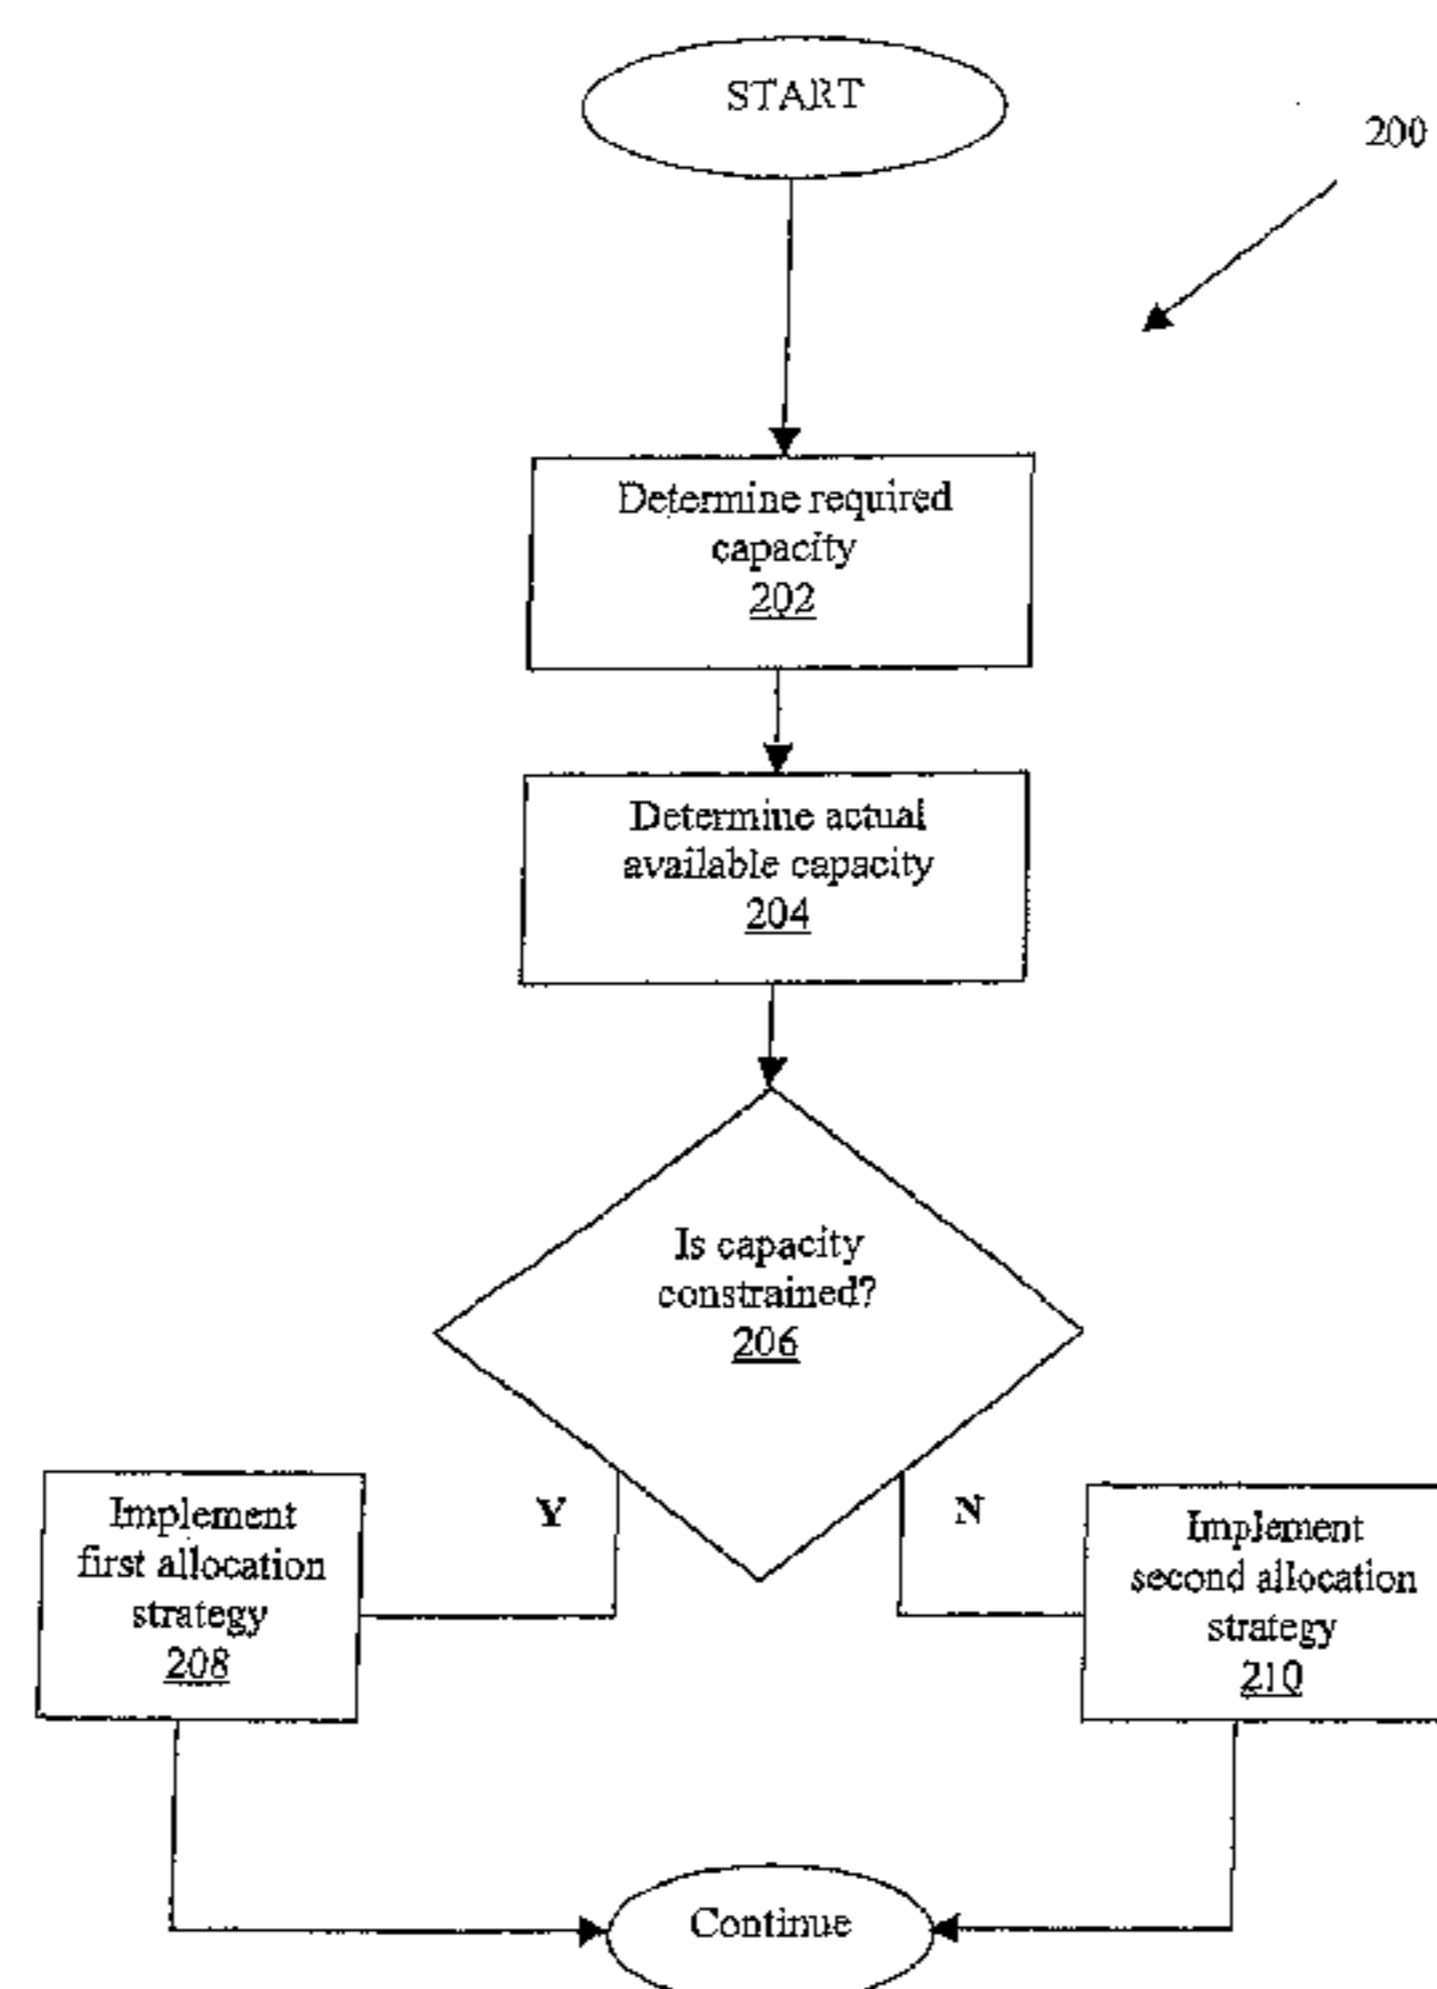 START
200
Determine required
capacity
202
Determine actual
available capacity
204
Is capacity
constrained?
206
Y
N
Implement
first allocation
strategy
208
Implement
second allocation
strategy
210
Continue